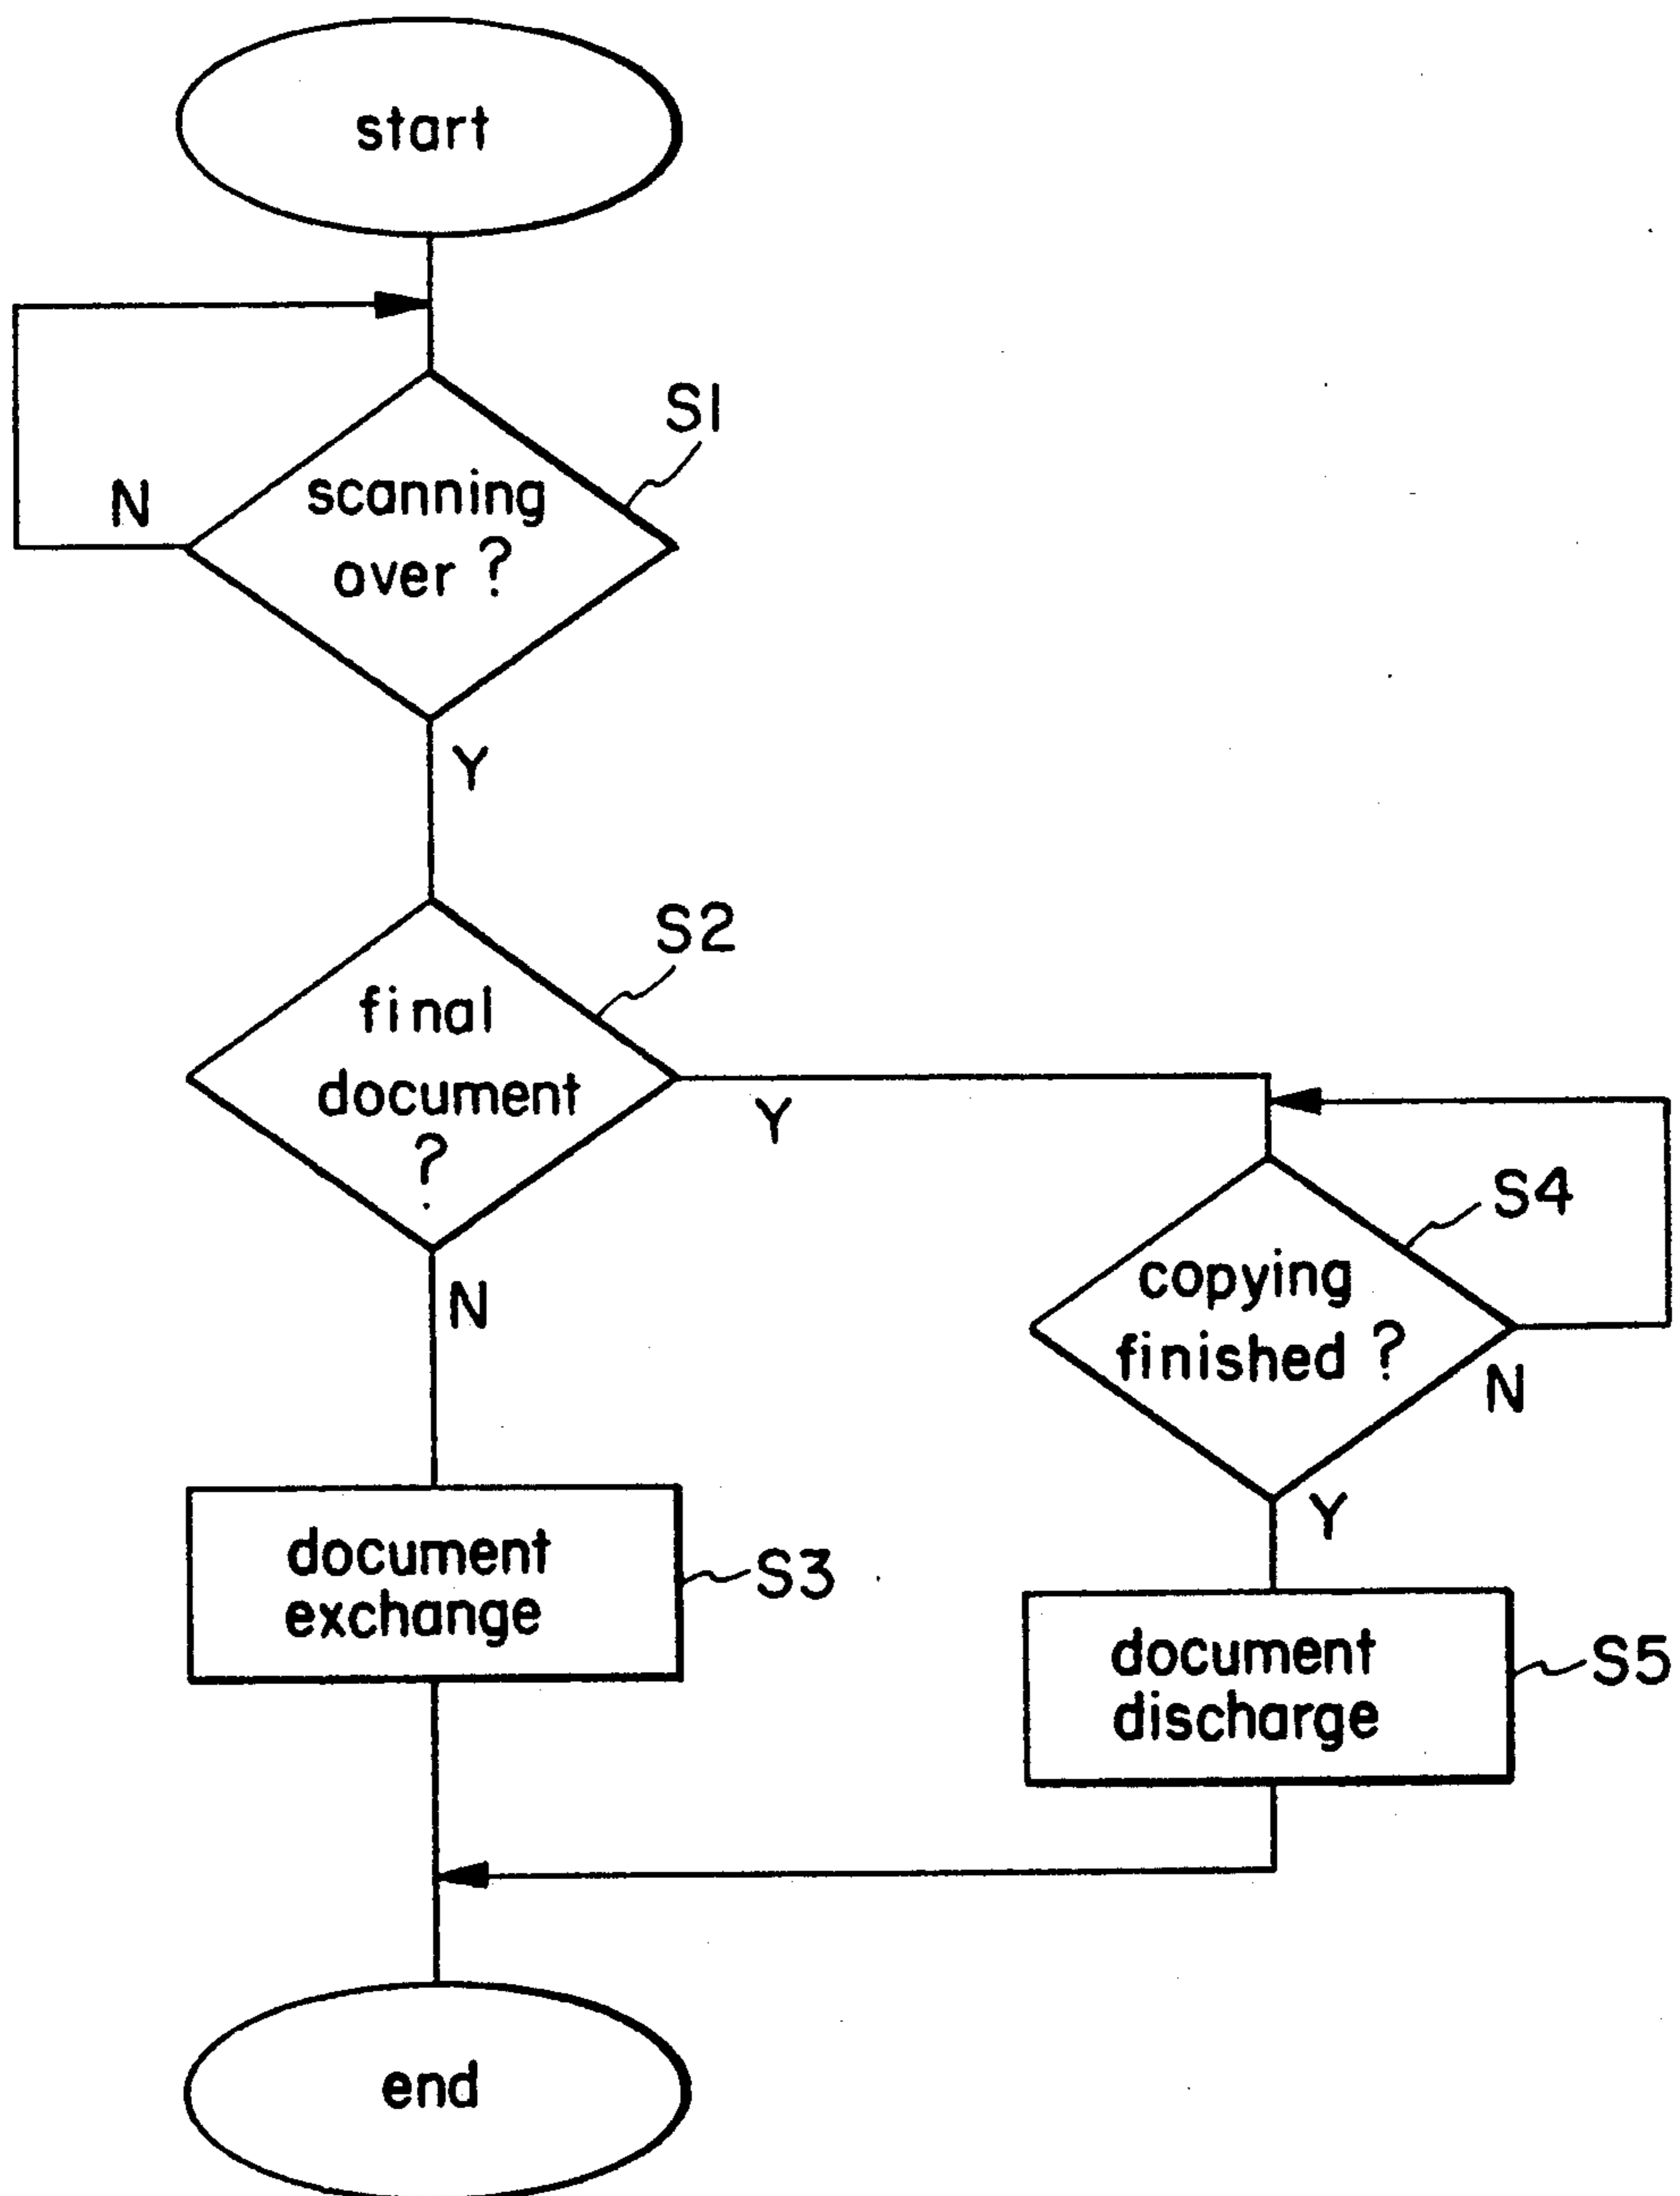 start
S1
N
scanning
over ?
Y
S2
final
document
?
Y
N
S4
copying
finished ?
N
Y
document
exchange
S3
document
discharge
S5
end